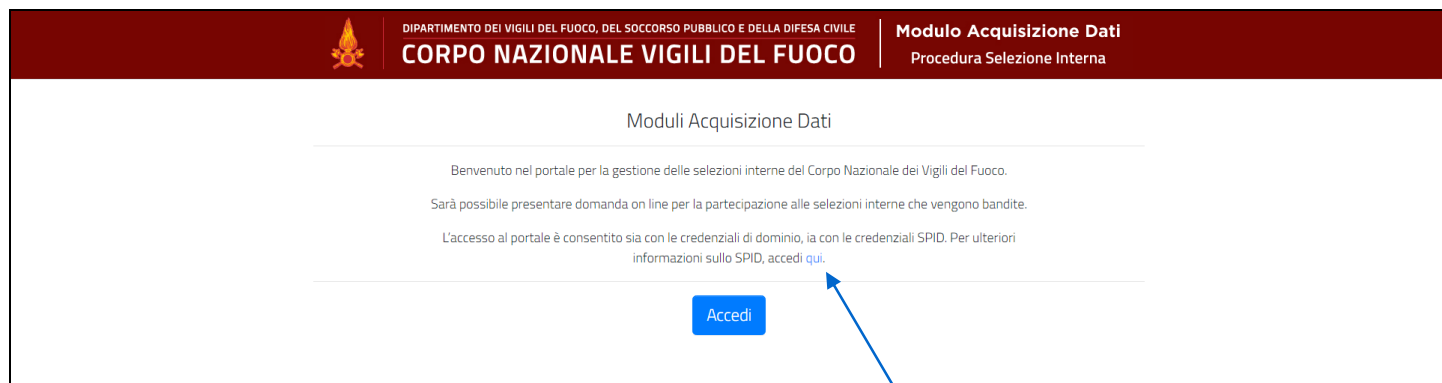 DIPARTIMENTO DEI VIGILI DEL FUOCO, DEL SOCCORSO PUBBLICO E DELLA DIFESA CIVILE
CORPO NAZIONALE VIGILI DEL FUOCO
Modulo Acquisizione Dati
Procedura Selezione Interna
Moduli Acquisizione Dati
Benvenuto nel portale per la gestione delle selezioni interne del Corpo Nazionale dei Vigili del Fuoco.
Sarà possibile presentare domanda on line per la partecipazione alle selezioni interne che vengono bandite.
L'accesso al portale è consentito sia con le credenziali di dominio, ia con le credenziali SPID. Per ulteriori
informazioni sullo SPID, accedi qui.
Accedi